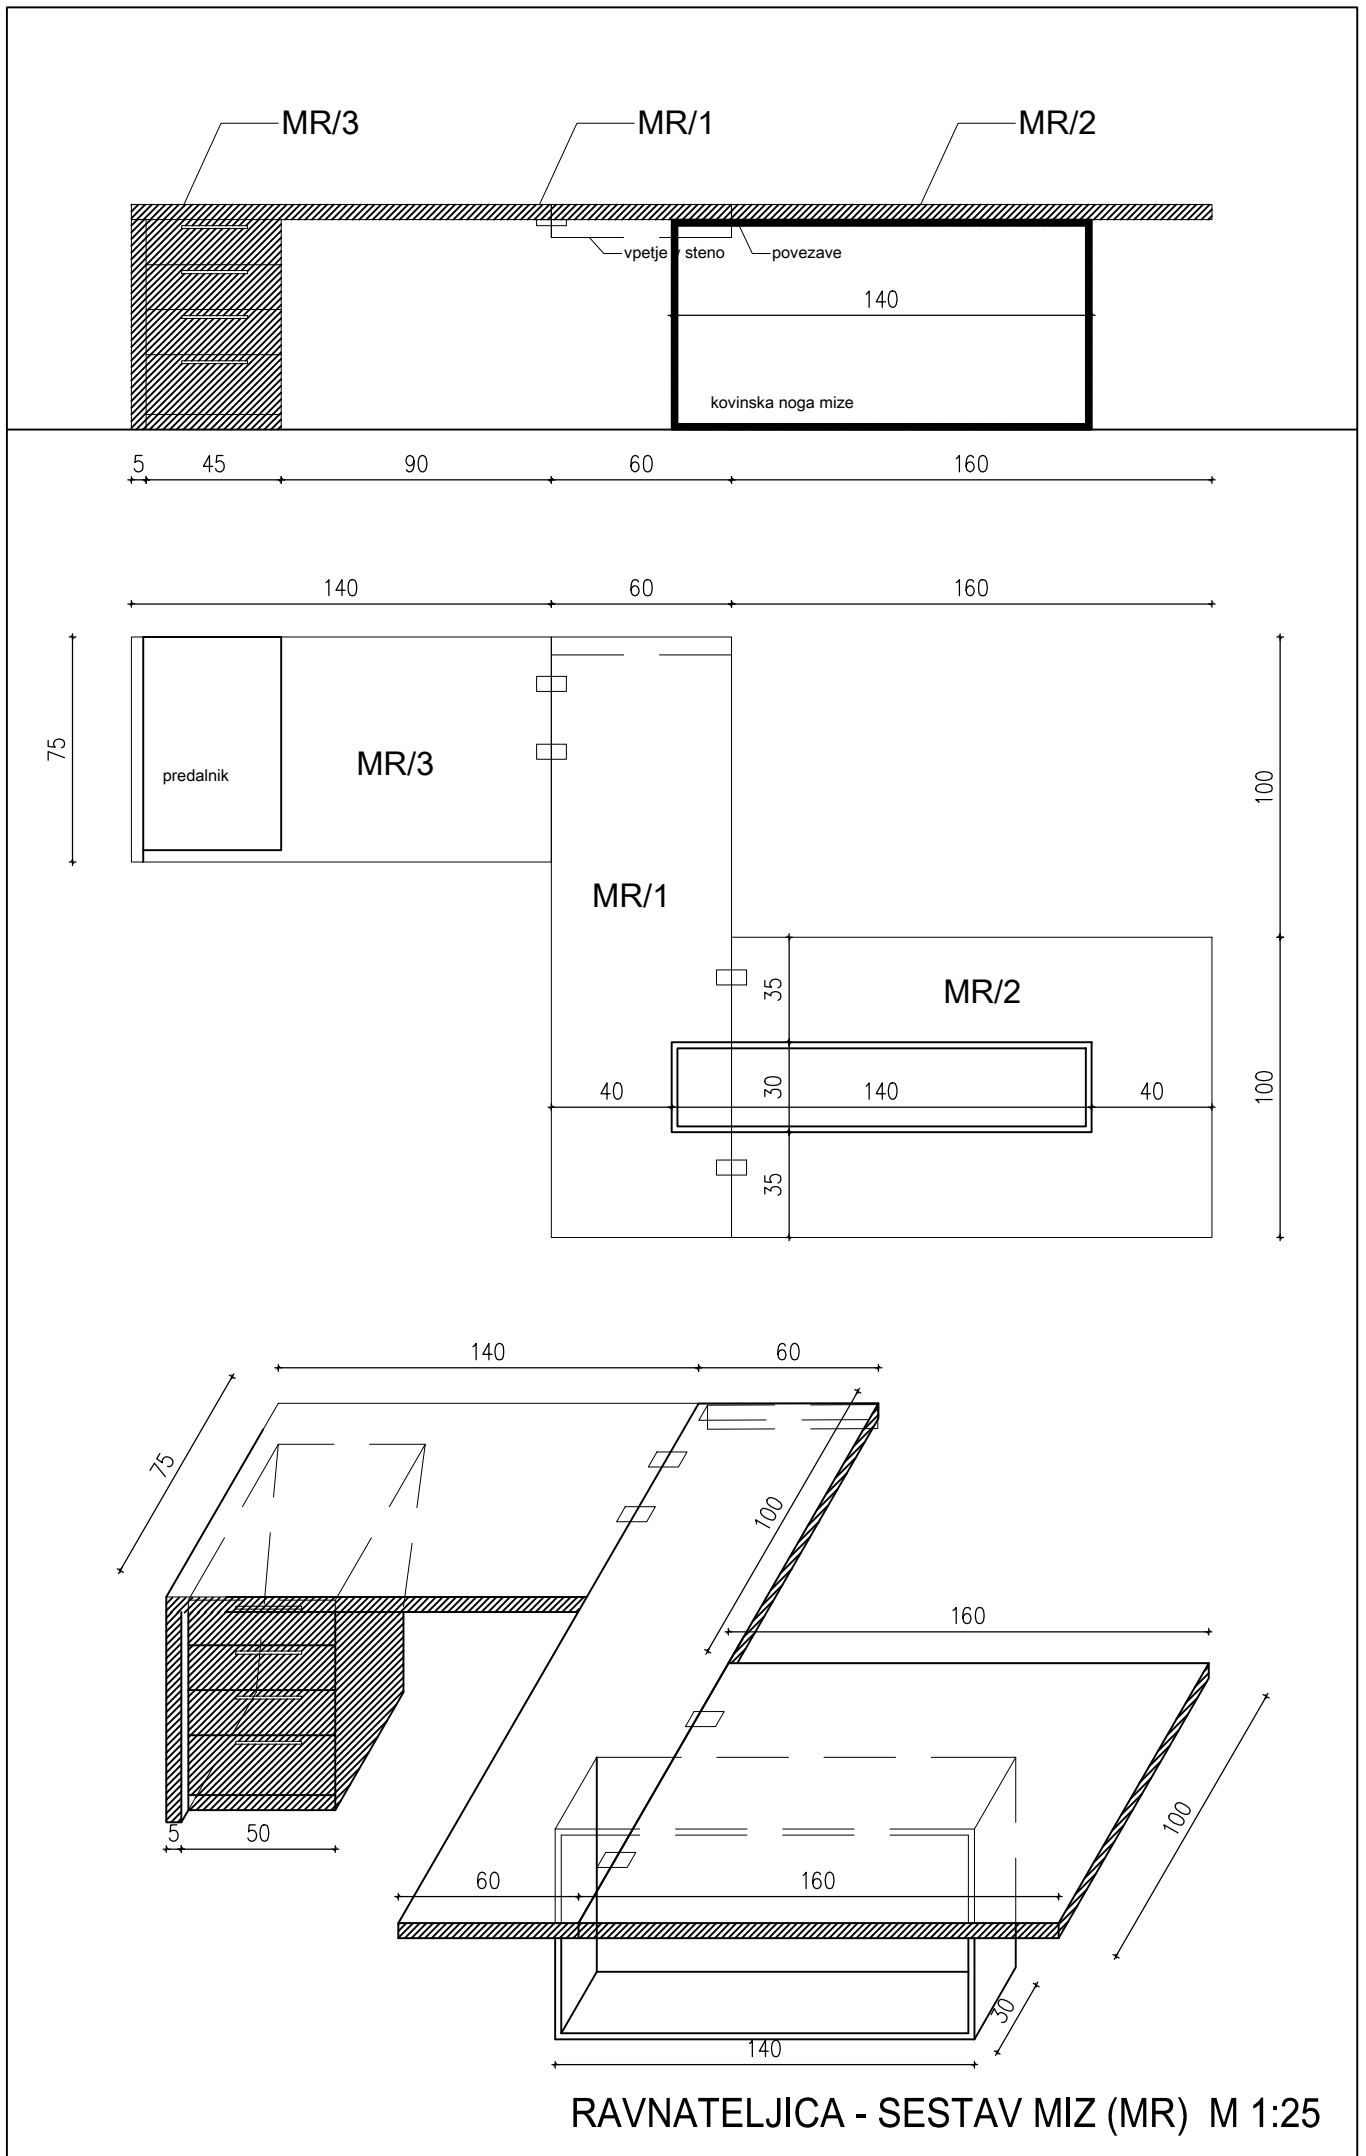 MR/3 MR/1 MR/2
vpetje v steno povezave
140
kovinska noga mize
5 45 90 60 160
140 60 160
75
predalnik
MR/3
100
MR/1
35
MR/2
40 30 140 40
100
35
140 60
75
100
160
5 50
100
60 160
30
140
RAVNATELJICA - SESTAV MIZ (MR) M 1:25